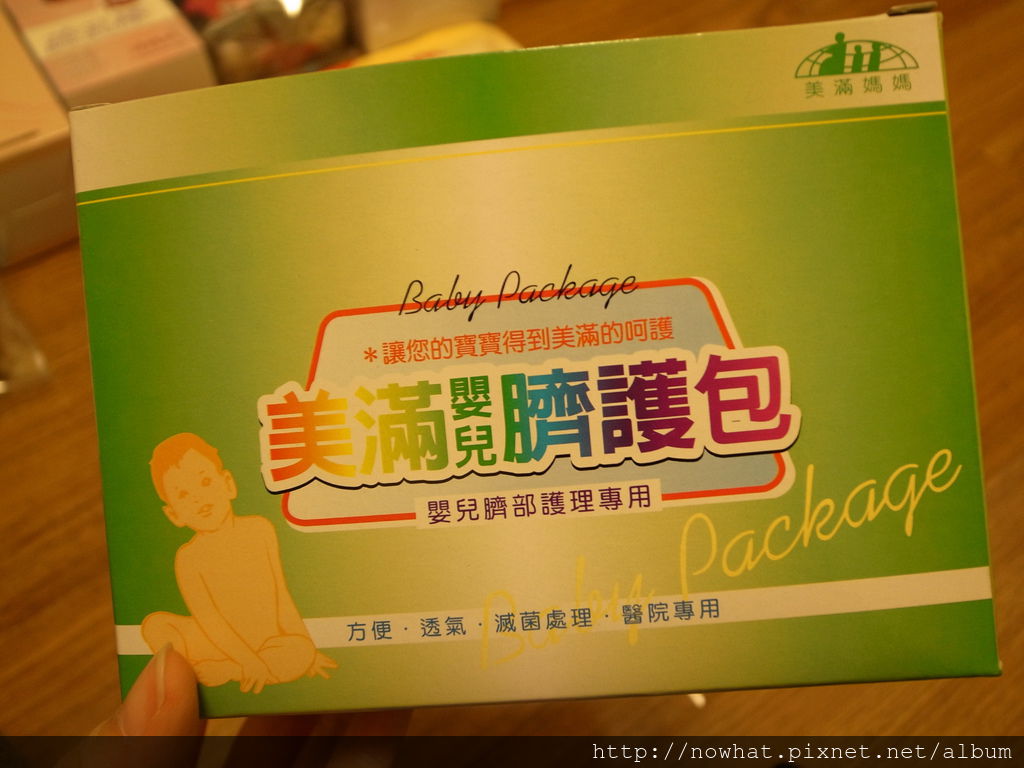 美滿媽媽
Baby Package
*讓您的寶寶得到美滿的呵護
美滿嬰兒臍護包
嬰兒臍部護理專用
Baby Package
方便·透氣·滅菌處理·醫院專用
http://nowhat.pixnet.net/album